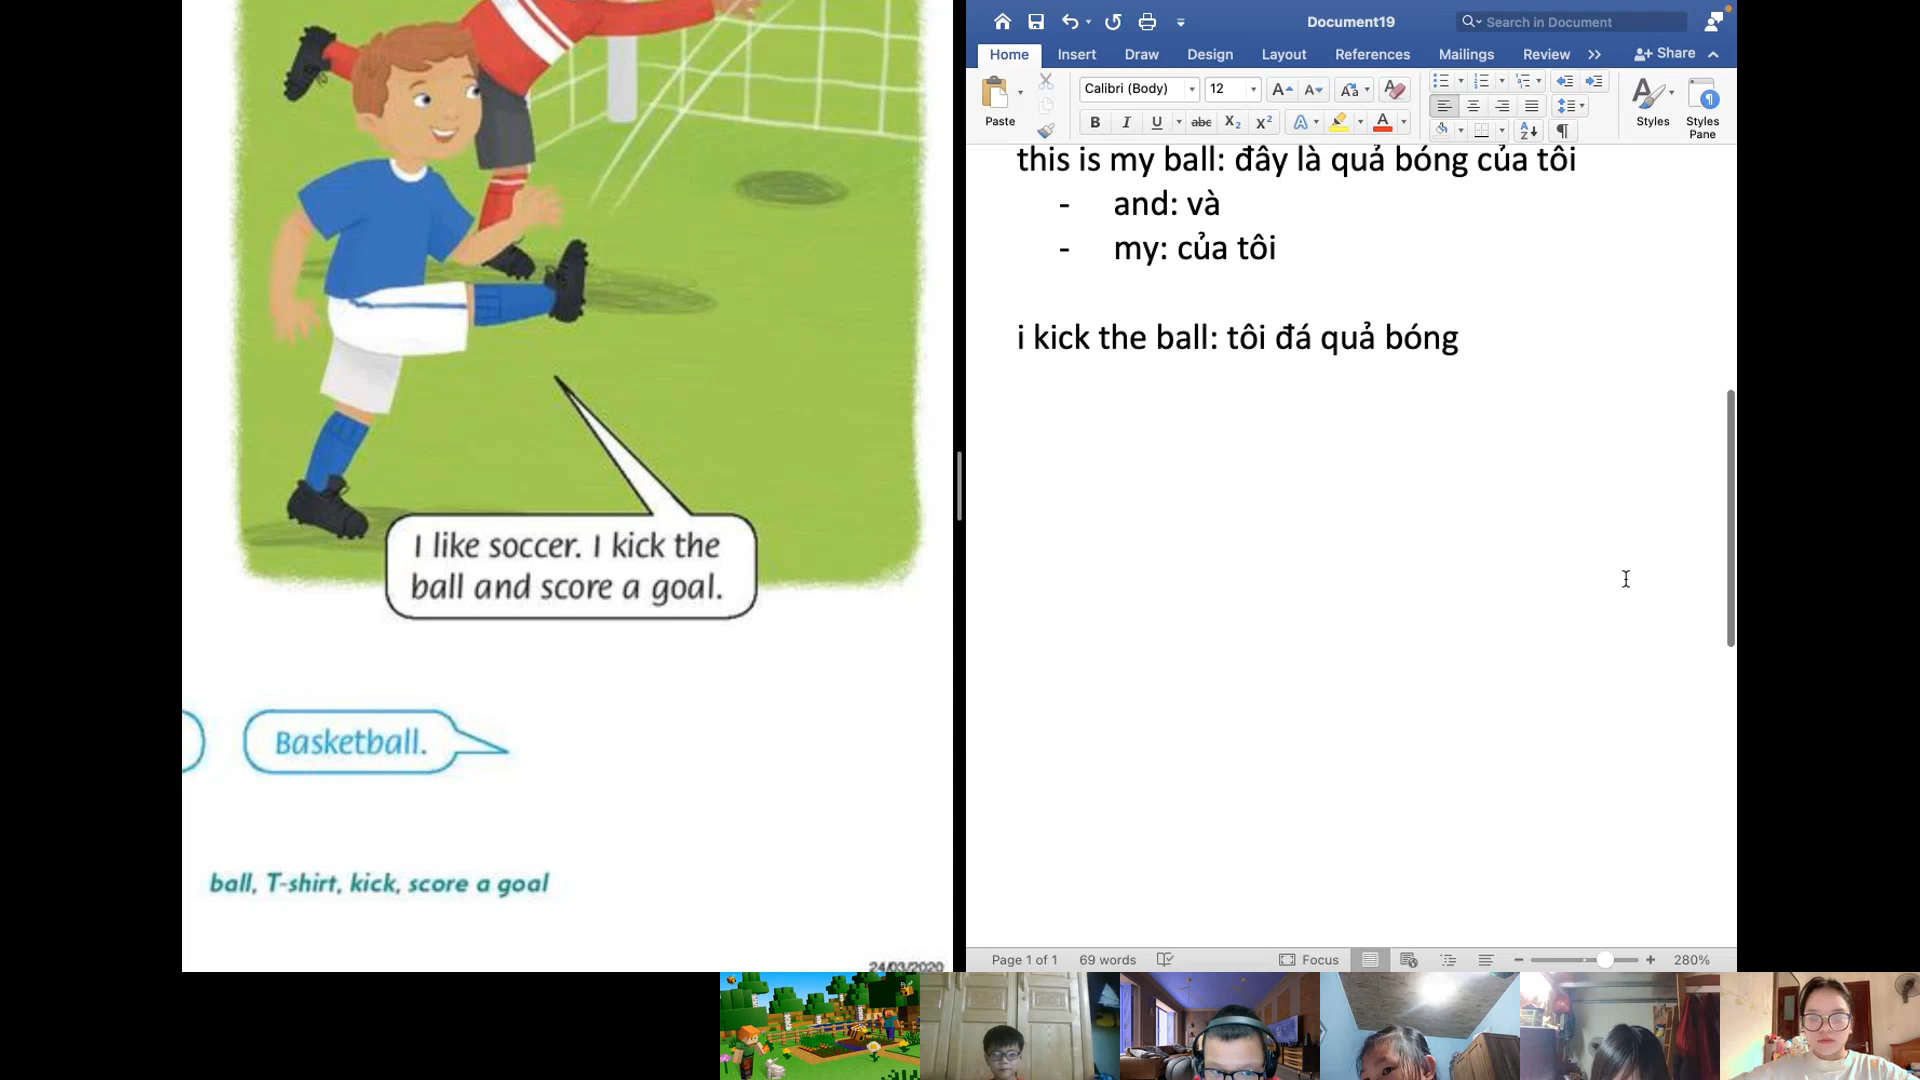 I like soccer. I kick the
ball and score a goal.
Basketball.
ball, T-shirt, kick, score a goal
24/03/2020
Document19
Search in Document
Home
Insert
Draw
Design
Layout
References
Mailings
Review
Share
Paste
Calibri (Body)
12
Styles
Styles
Pane
this is my ball: đây là quả bóng của tôi
- and: và
- my: của tôi
i kick the ball: tôi đá quả bóng
Page 1 of 1
69 words
Focus
280%